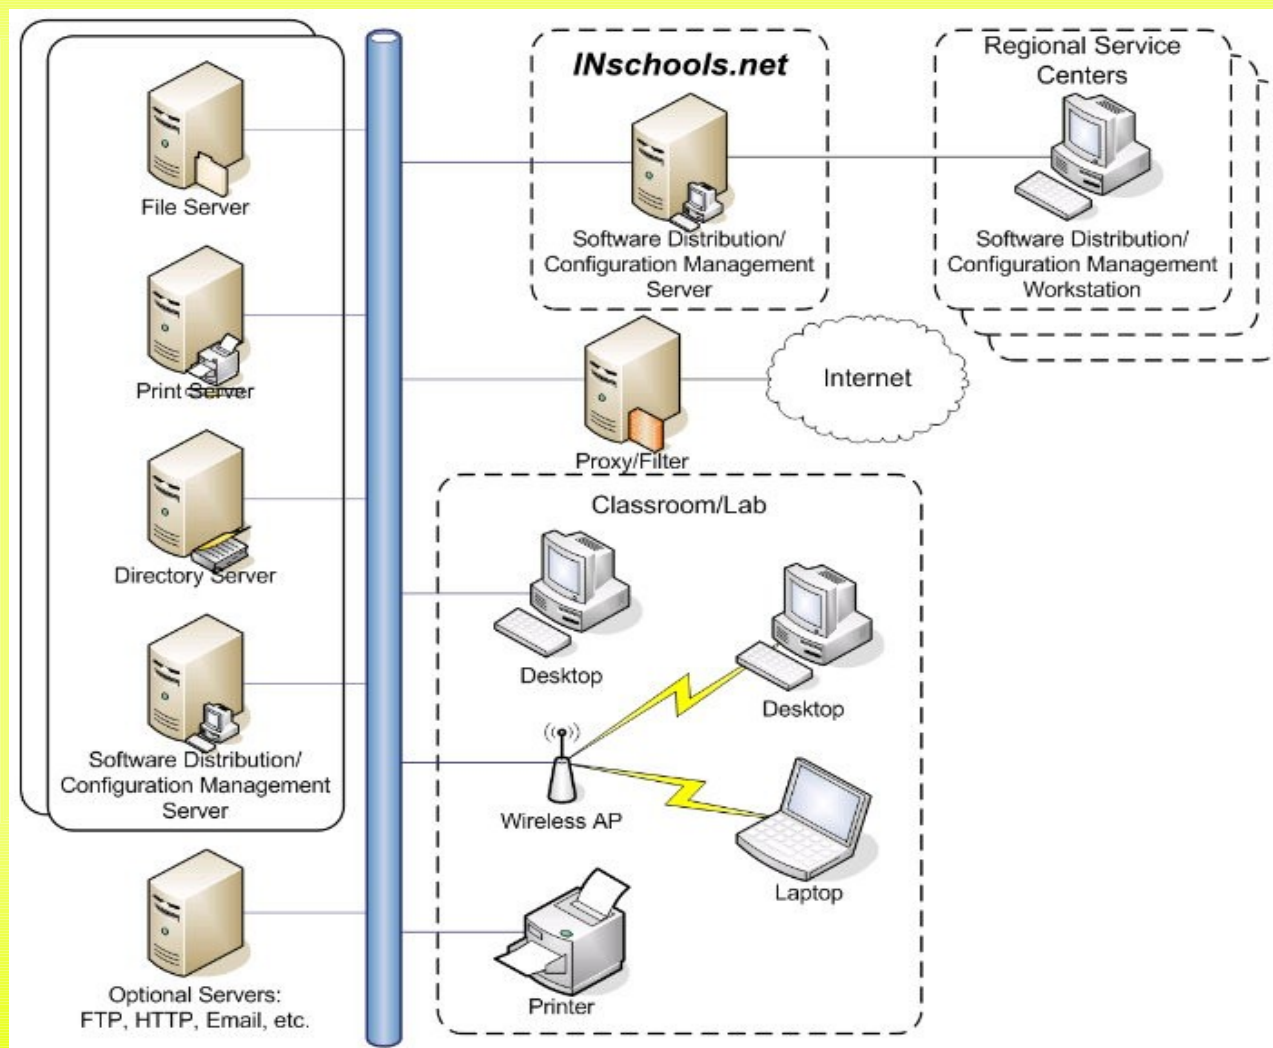 File Server
Print Server
Directory Server
Software Distribution/
Configuration Management
Server
Optional Servers:
FTP, HTTP, Email, etc.
INschools.net
Software Distribution/
Configuration Management
Server
Regional Service
Centers
Software Distribution/
Configuration Management
Workstation
Proxy/Filter
Internet
Classroom/Lab
Desktop
Desktop
Wireless AP
Laptop
Printer